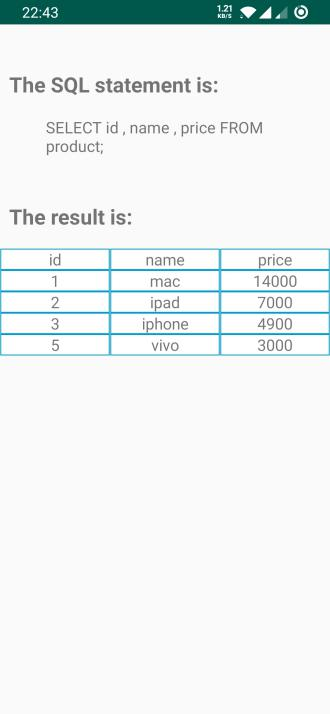 22:43
1.21
KB/S
The SQL statement is:
SELECT id , name , price FROM
product;
The result is:
id name price
1 mac 14000
2 ipad 7000
3 iphone 4900
5 vivo 3000